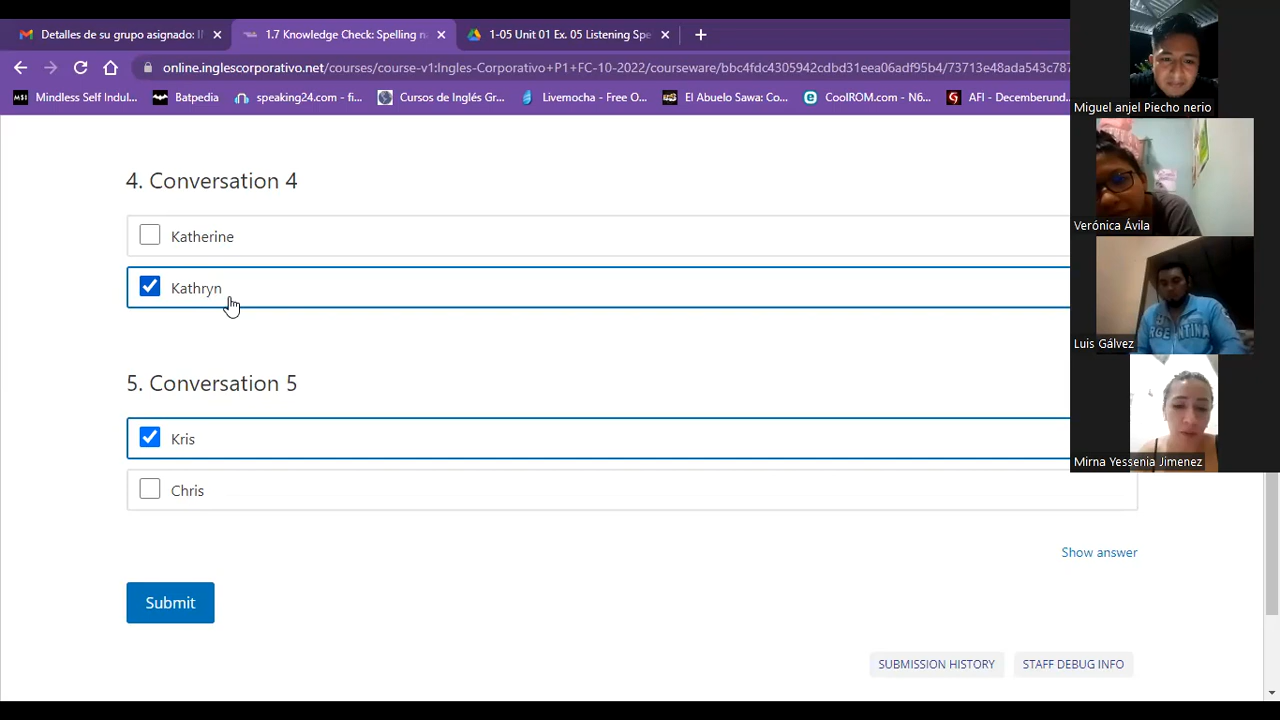 Detalles de su grupo asignado: II
1.7 Knowledge Check: Spelling n
1-05 Unit 01 Ex. 05 Listening Spe
online.inglescorporativo.net/courses/course-v1:Ingles-Corporativo+P1+FC-10-2022/courseware/bbc4fdc4305942cdbd31eea06adf95b4/73713e48ada543c787
Mindless Self Indul...
Batpedia
speaking24.com - fi...
Cursos de Inglés Gr...
Livemocha - Free O...
El Abuelo Sawa: Co...
CoolROM.com - N6...
AFI - Decemberund...
Miguel anjel Piecho nerio
Verónica Ávila
Luis Gálvez
Mirna Yessenia Jimenez
4. Conversation 4
Katherine
Kathryn
5. Conversation 5
Kris
Chris
Show answer
Submit
SUBMISSION HISTORY
STAFF DEBUG INFO